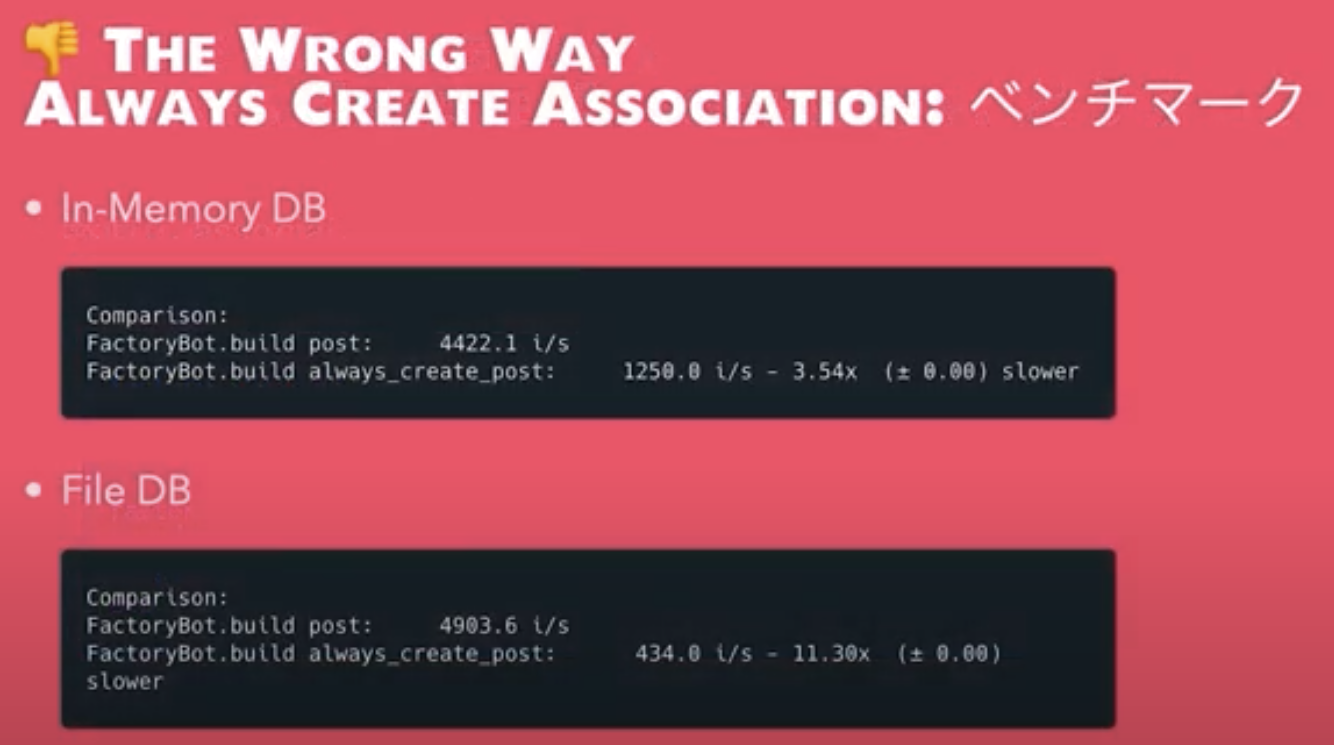 👎 THE WRONG WAY
ALWAYS CREATE ASSOCIATION: ベンチマーク
• In-Memory DB
Comparison:
FactoryBot.build post:     4422.1 i/s
FactoryBot.build always_create_post:     1250.0 i/s - 3.54x  (± 0.00) slower
• File DB
Comparison:
FactoryBot.build post:     4903.6 i/s
FactoryBot.build always_create_post:      434.0 i/s - 11.30x  (± 0.00)
slower